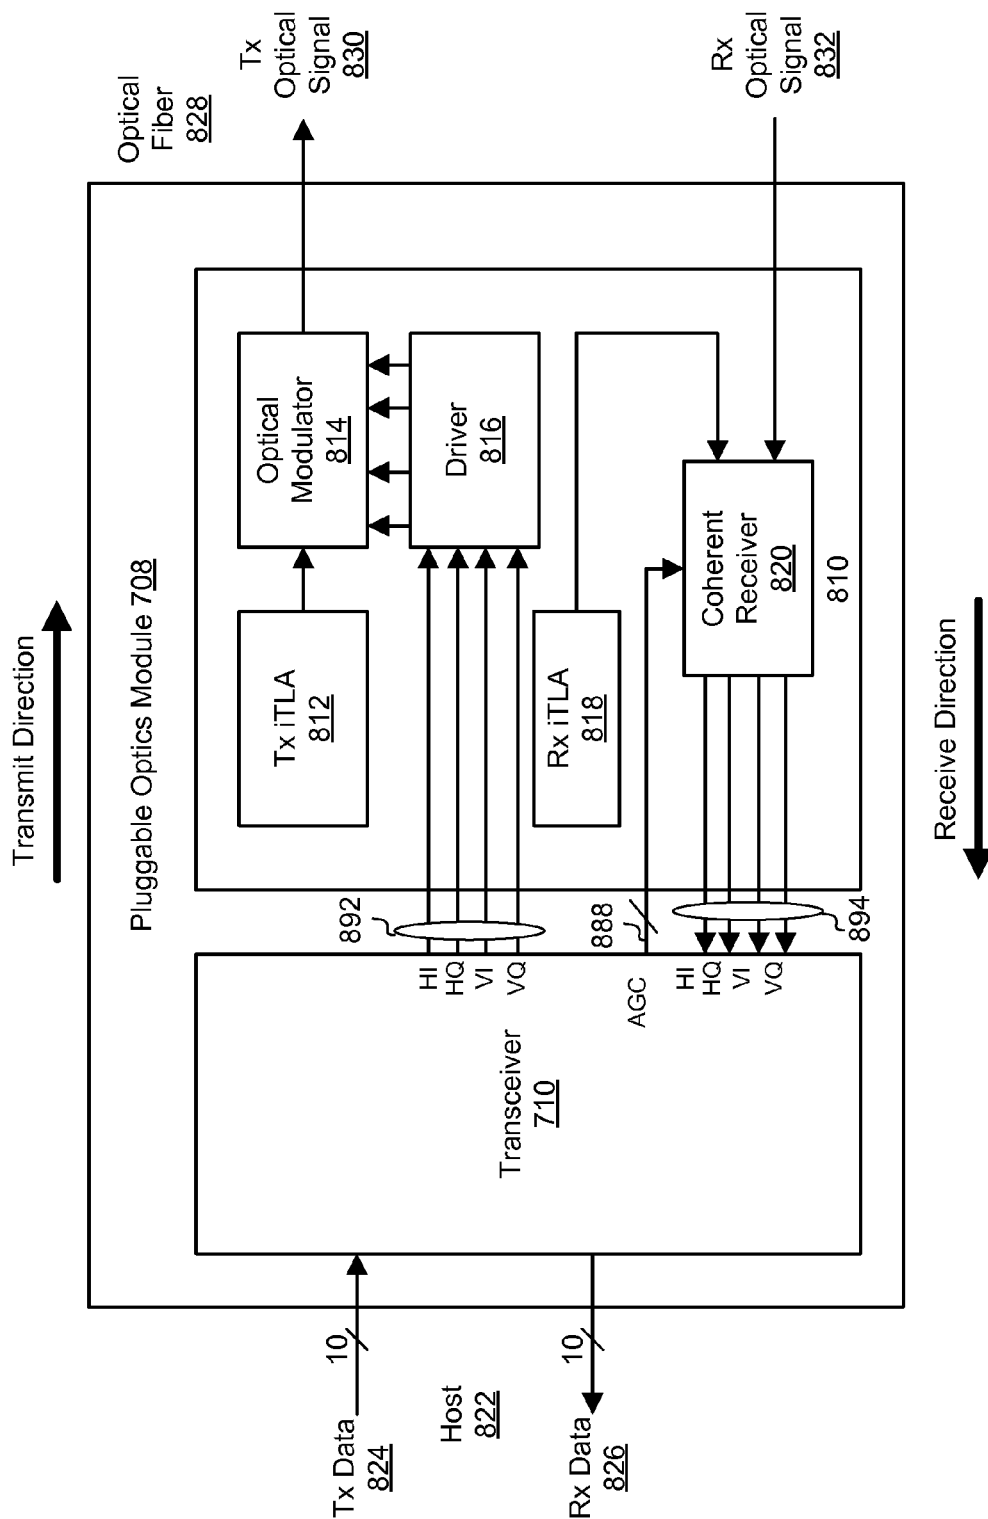 Transmit Direction
Pluggable Optics Module 708
Optical
Fiber
828
Tx Data
824
10
Host
822
Rx Data
826
10
Transceiver
710
HI
HQ
VI
VQ
AGC
HI
HQ
VI
VQ
892
888
894
Tx iTLA
812
Optical
Modulator
814
Driver
816
Rx iTLA
818
Coherent
Receiver
820
810
Tx
Optical
Signal
830
Rx
Optical
Signal
832
Receive Direction